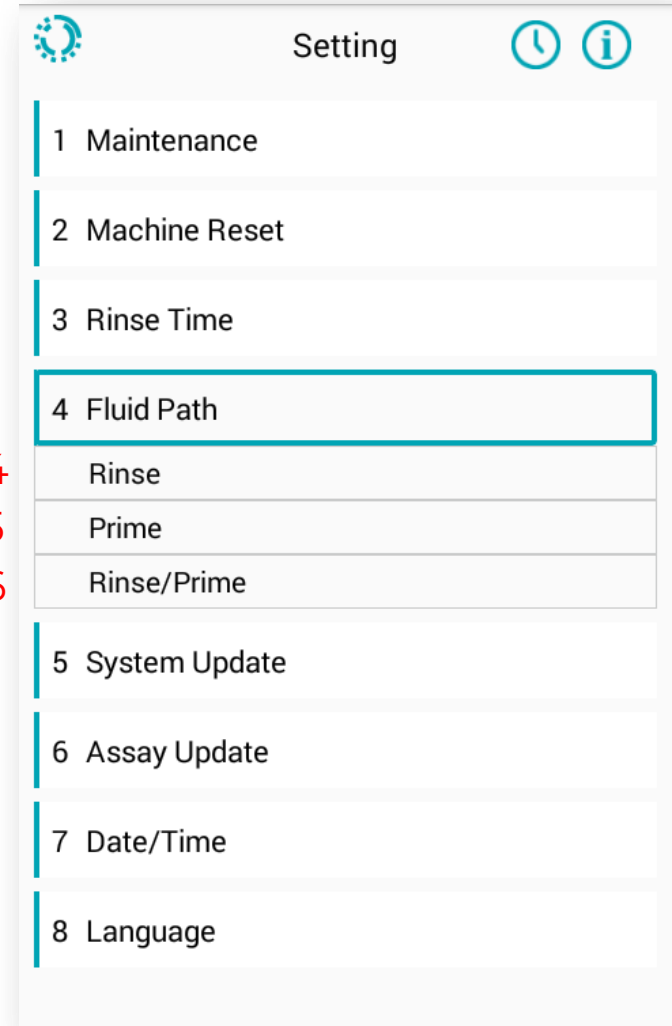 Setting
1 Maintenance
2 Machine Reset
3 Rinse Time
4 Fluid Path
Rinse
Prime
Rinse/Prime
5 System Update
6 Assay Update
7 Date/Time
8 Language